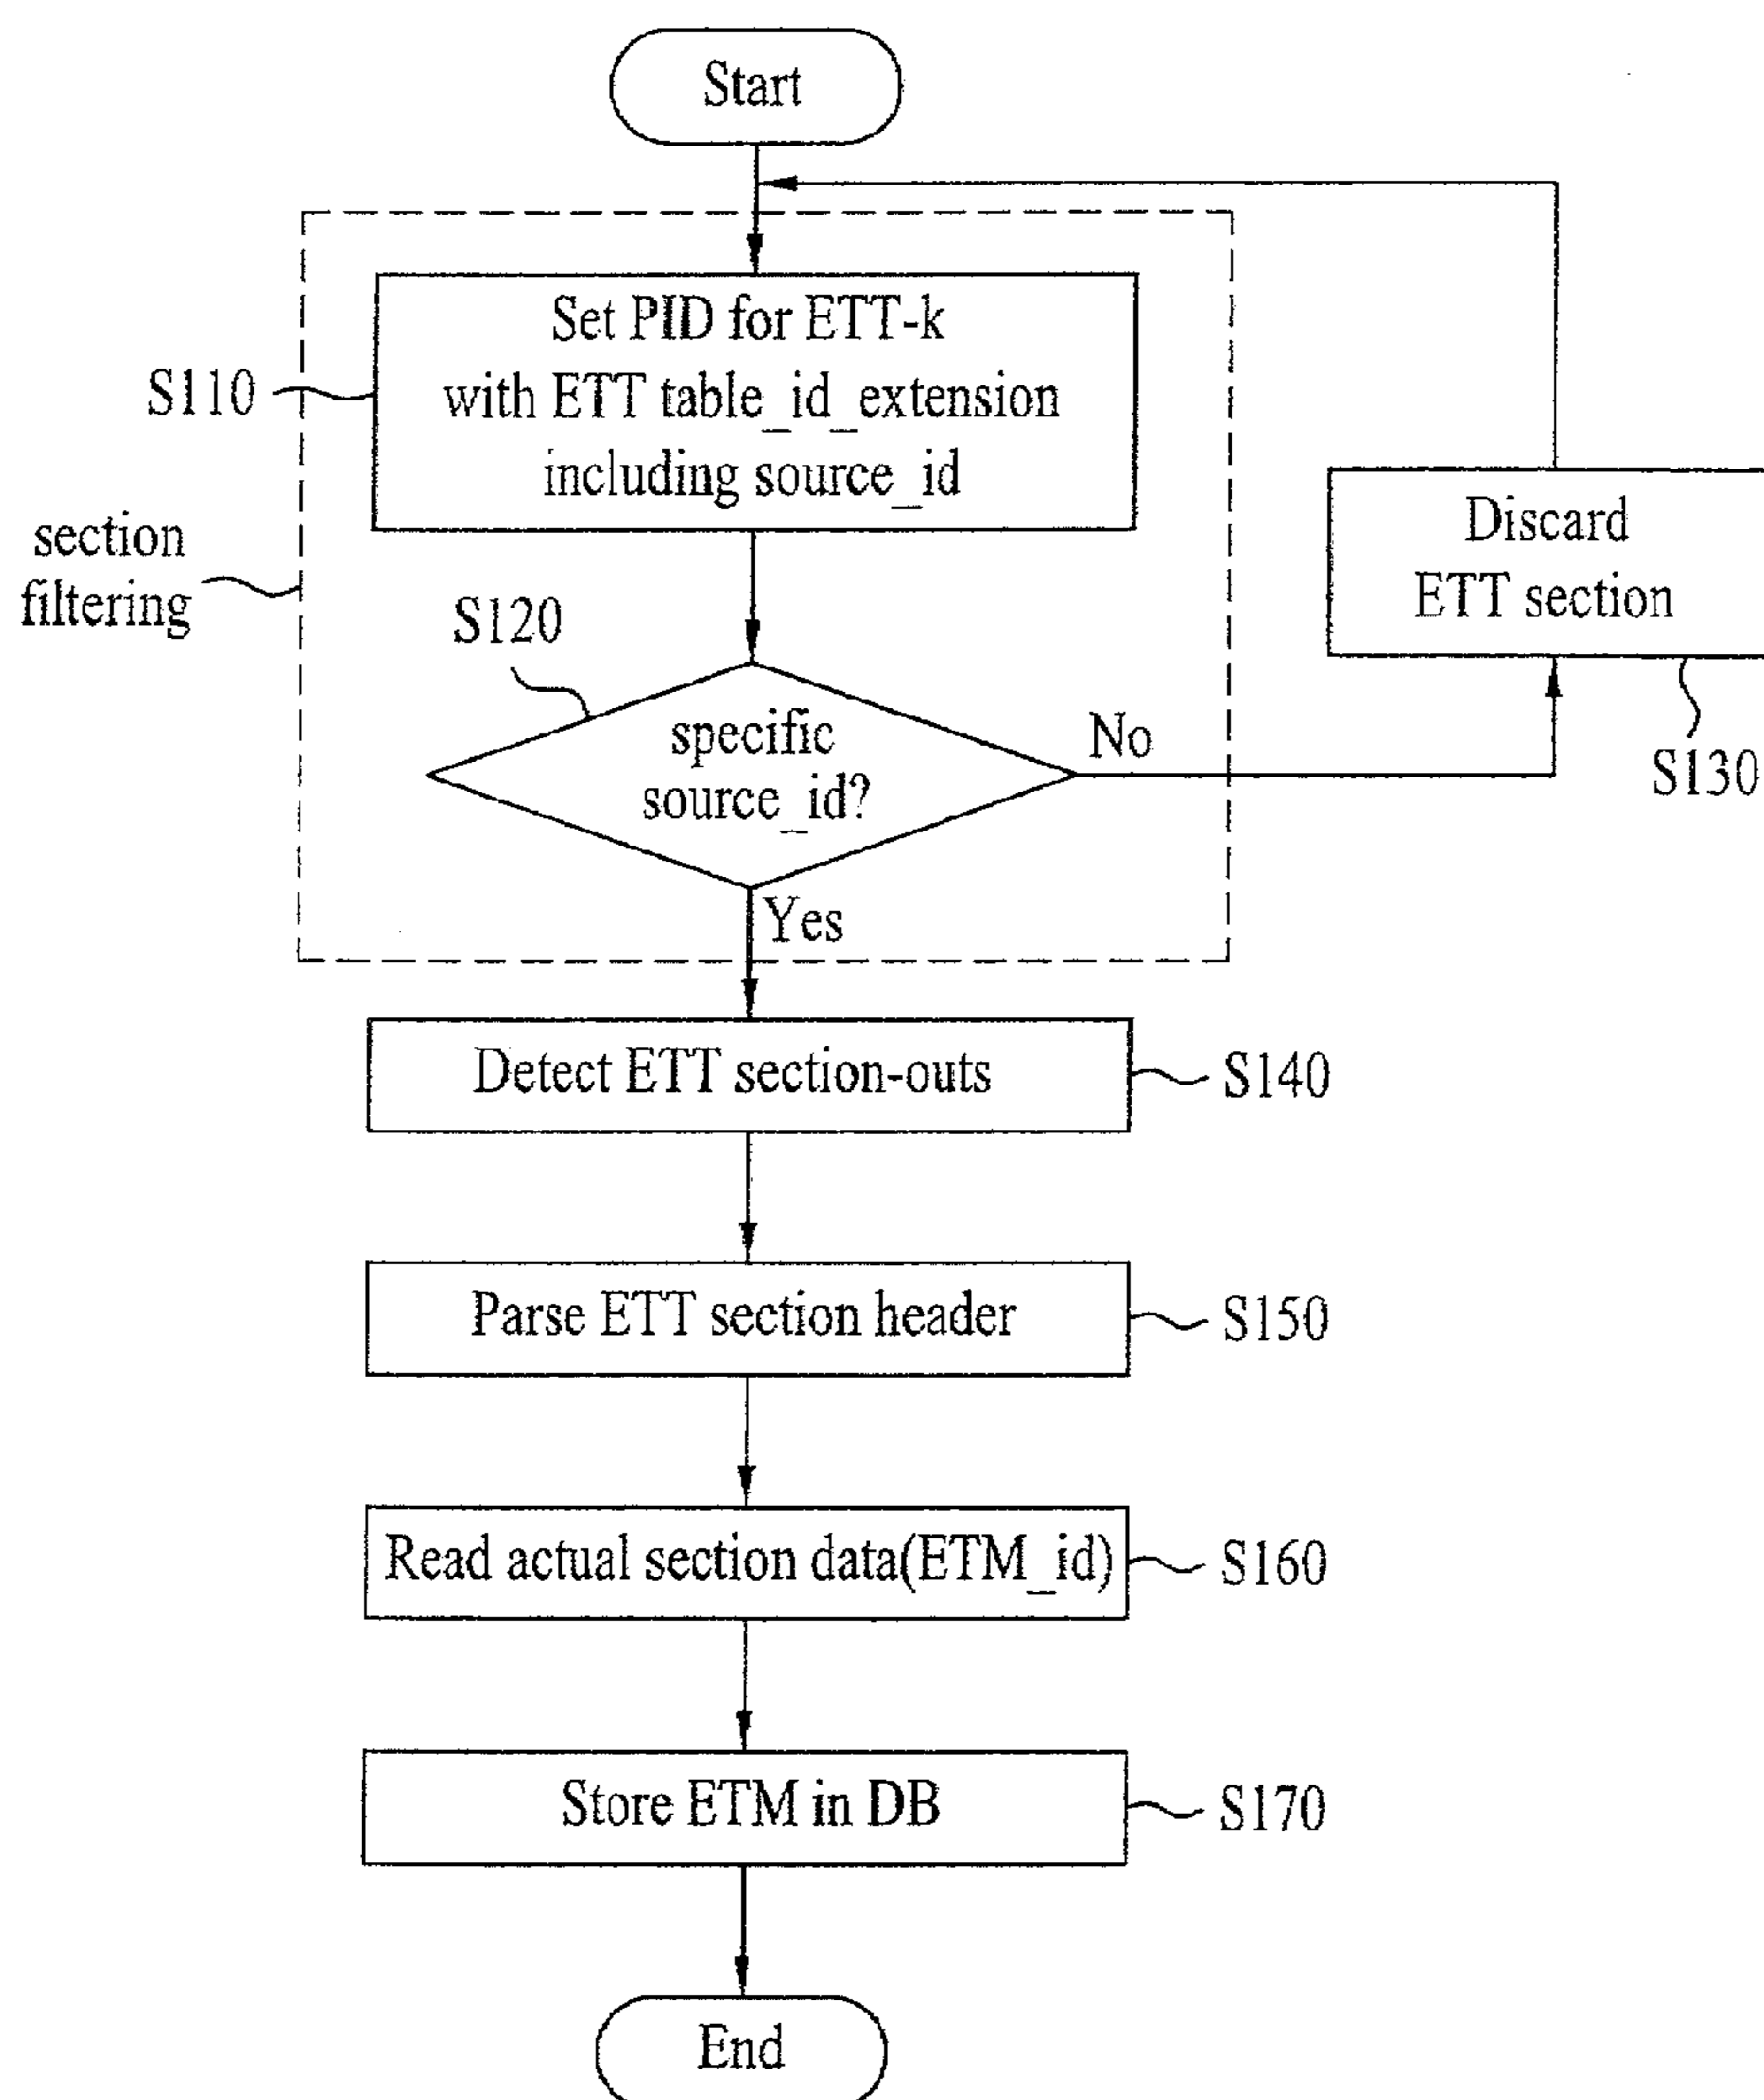 Start
Set PID for ETT-k
with ETT table_id_extension
including source_id
S110
section
filtering
Discard
ETT section
S130
S120
specific
source_id?
No
Yes
Detect ETT section-outs
S140
Parse ETT section header
S150
Read actual section data(ETM_id)
S160
Store ETM in DB
S170
End